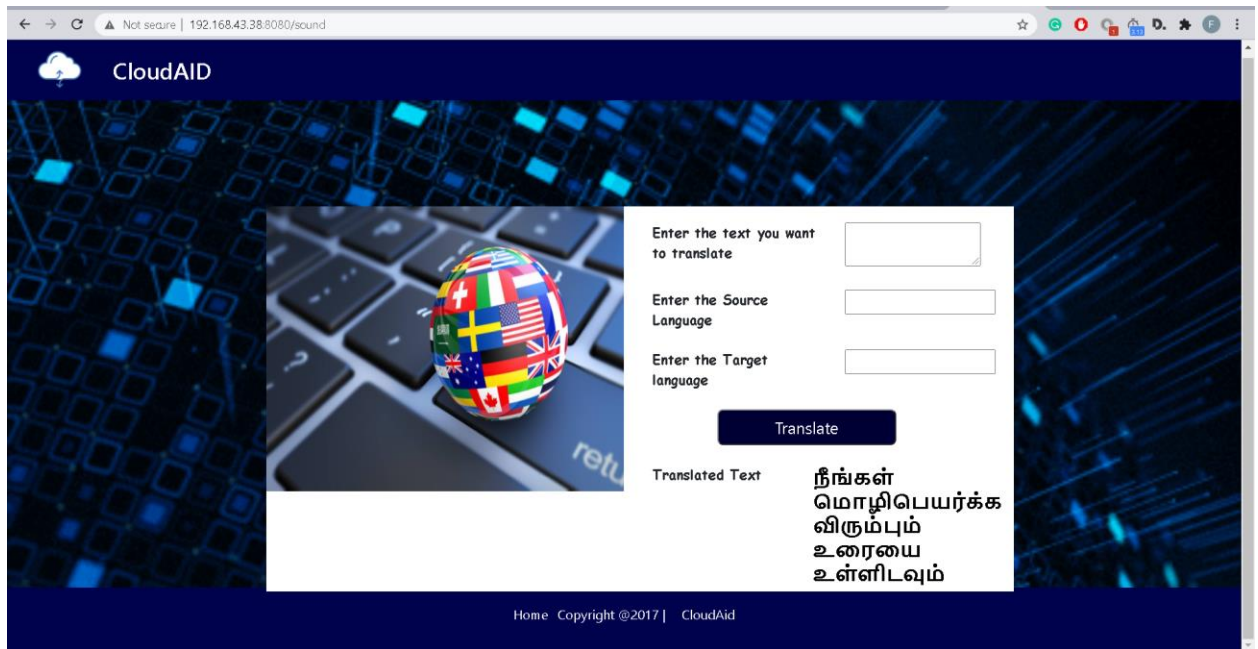 Not secure | 192.168.43.38:8080/sound
CloudAID
Enter the text you want
to translate
Enter the Source
Language
Enter the Target
language
Translate
Translated Text
நீங்கள்
மொழிபெயர்க்க
விரும்பும்
உரையை
உள்ளிடவும்
return
Home Copyright @2017 | CloudAid